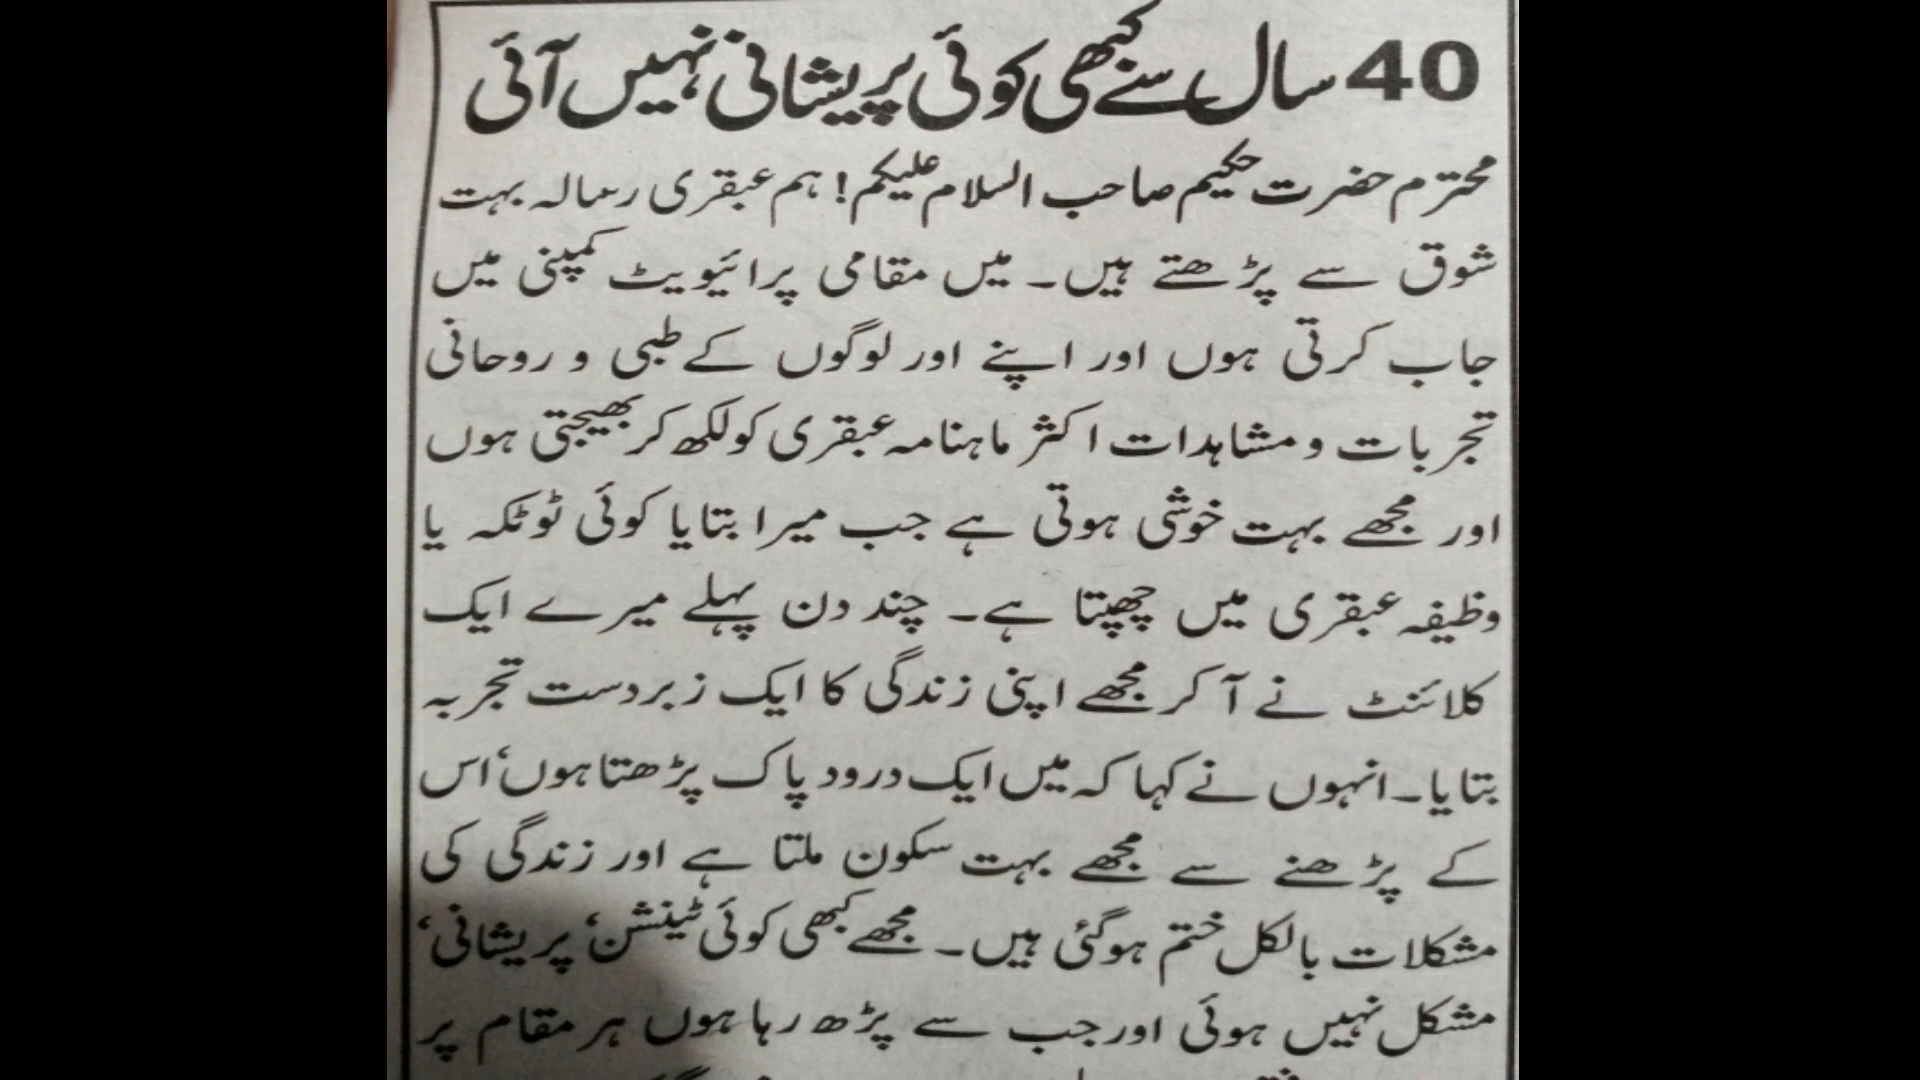 40 سال سے کبھی کوئی پریشانی نہیں آئی
محترم حضرت حکیم صاحب السلام علیکم! ہم عبقری رسالہ بہت
شوق سے پڑھتے ہیں۔ میں مقامی پرائیویٹ کمپنی میں
جاب کرتی ہوں اور اپنے اور لوگوں کے طبی و روحانی
تجربات و مشاہدات اکثر ماہنامہ عبقری کو لکھ کر بھیجتی ہوں
اور مجھے بہت خوشی ہوتی ہے جب میرا بتایا کوئی ٹوٹکہ یا
وظیفہ عبقری میں چھپتا ہے۔ چند دن پہلے میرے ایک
کلائنٹ نے آ کر مجھے اپنی زندگی کا ایک زبردست تجربہ
بتایا۔ انہوں نے کہا کہ میں ایک درود پاک پڑھتا ہوں‘ اس
کے پڑھنے سے مجھے بہت سکون ملتا ہے اور زندگی کی
مشکلات بالکل ختم ہوگئی ہیں۔ مجھے کبھی کوئی ٹینشن‘ پریشانی‘
مشکل نہیں ہوئی اور جب سے پڑھ رہا ہوں ہر مقام پر